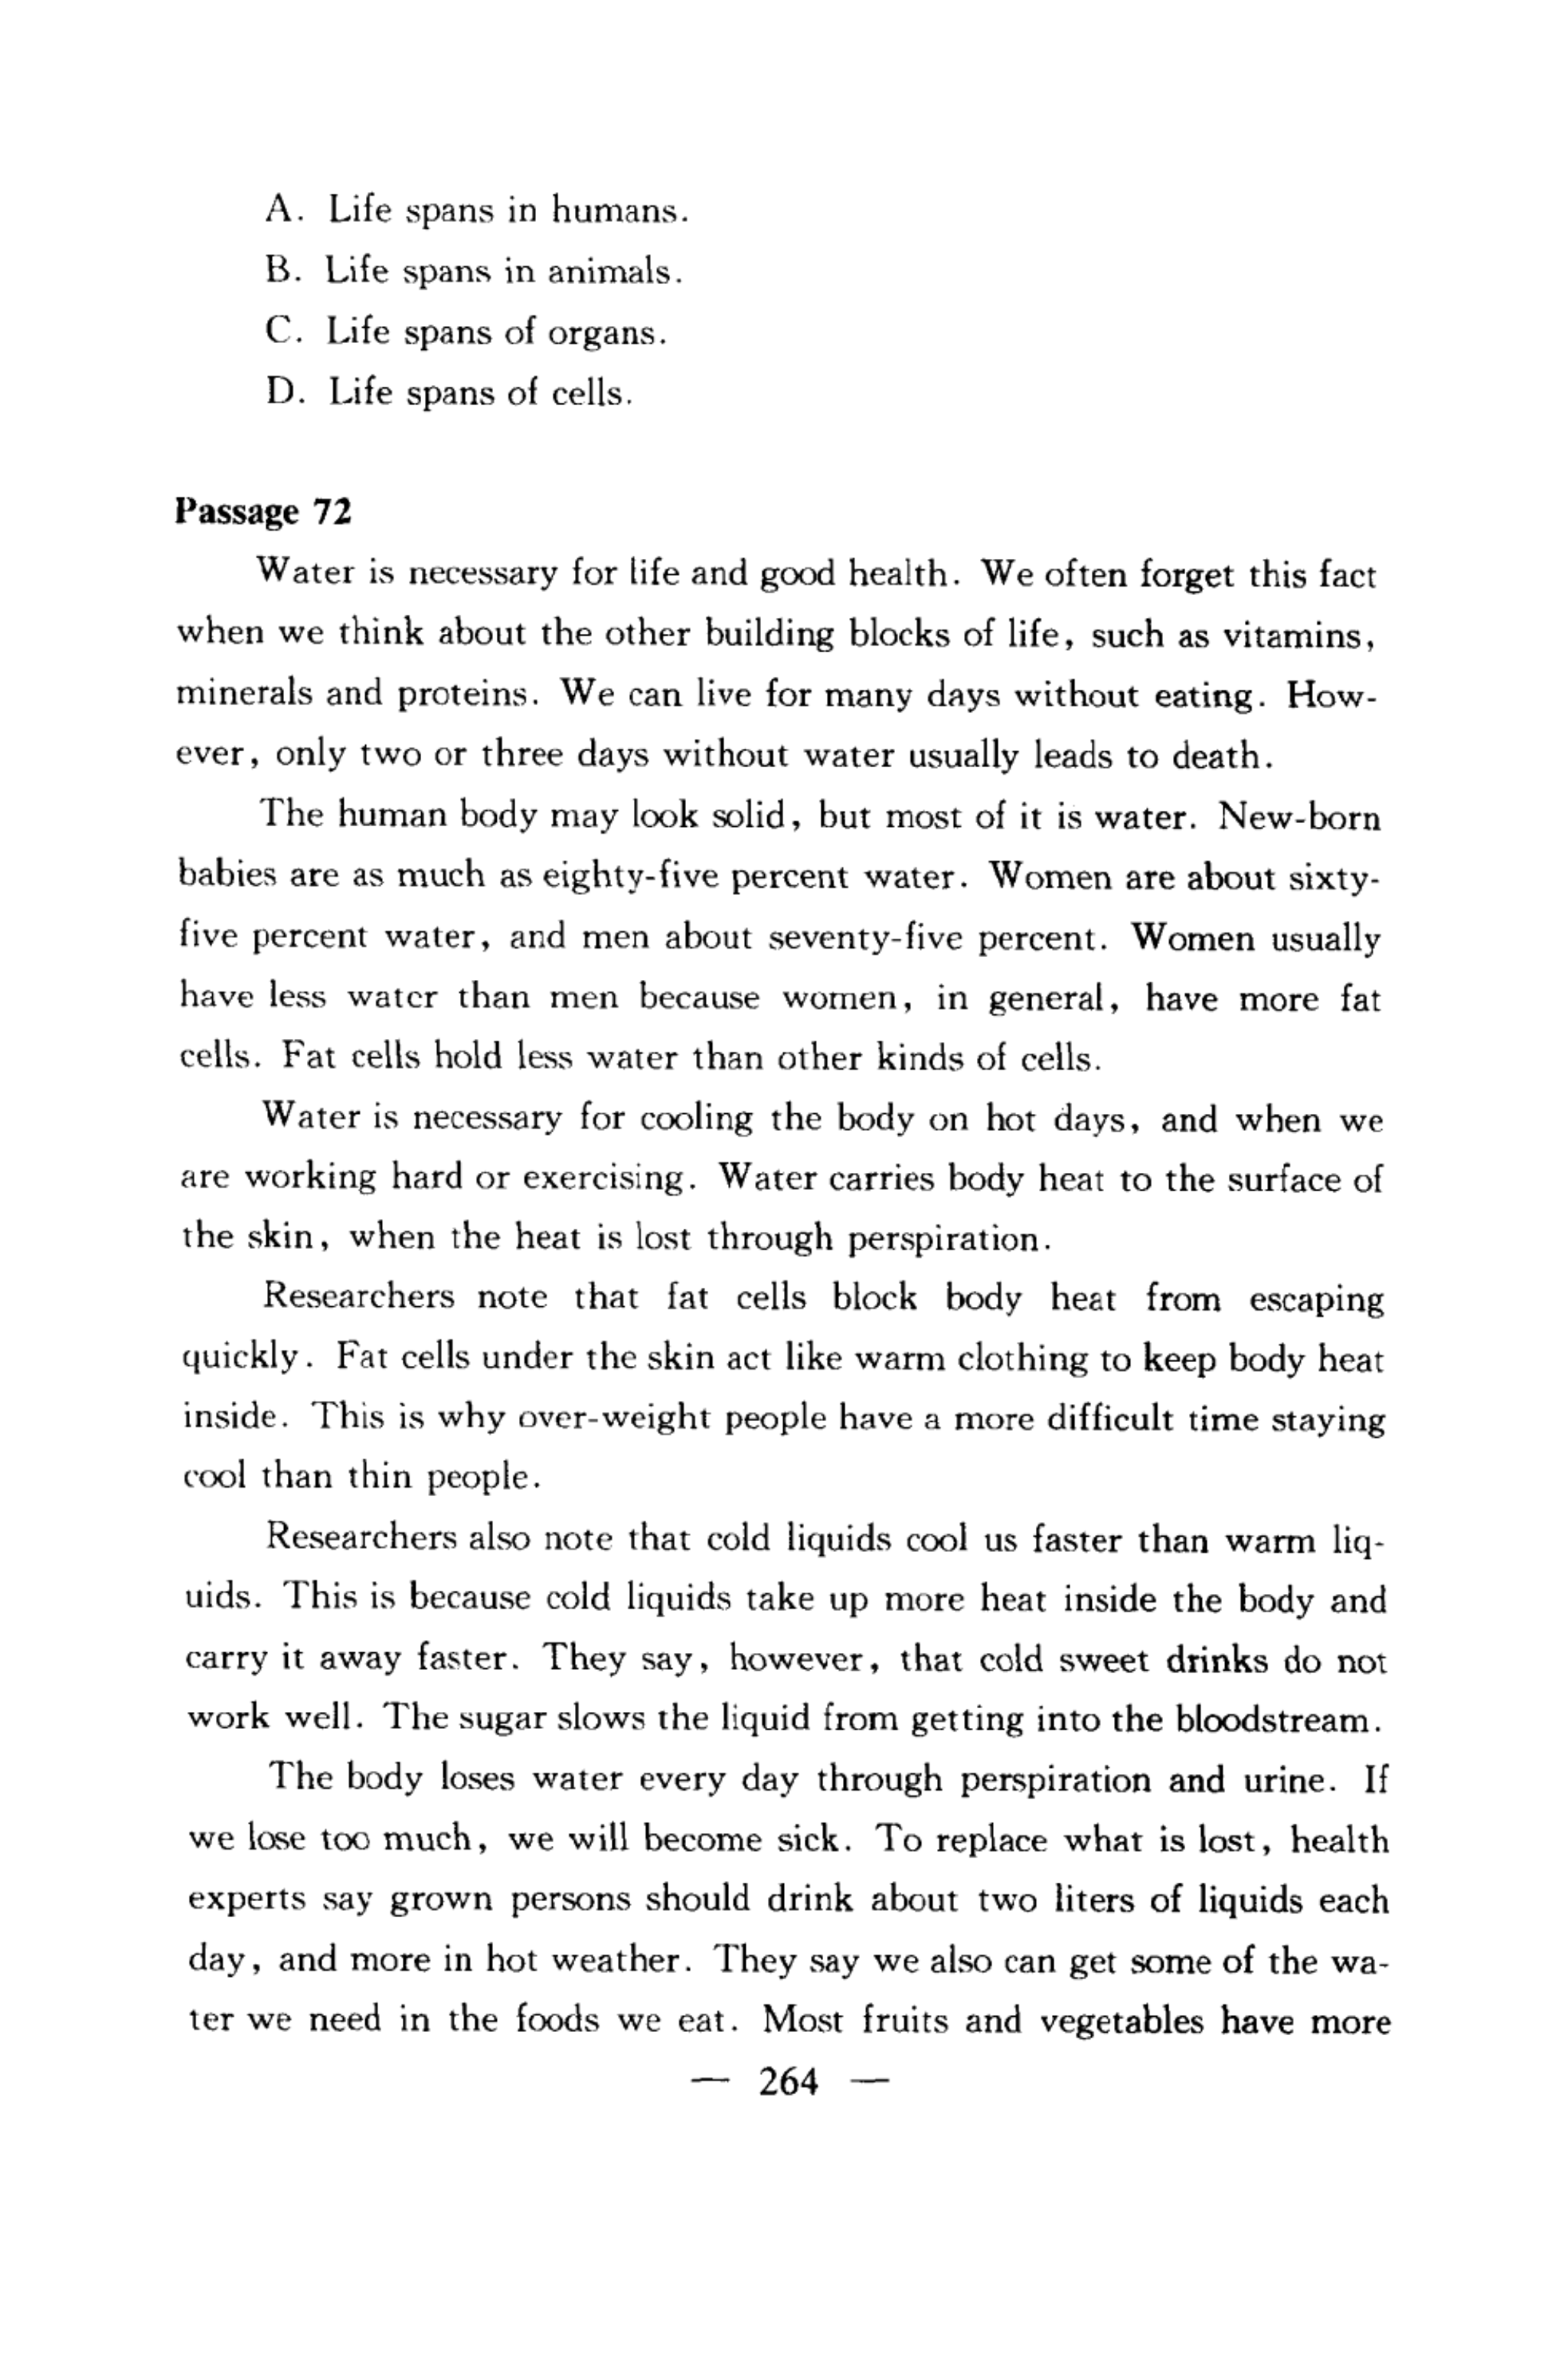 A. Life spans in humans.
B. Life spans in animals.
C. Life spans of organs.
D. Life spans of cells.
Passage 72
Water is necessary for life and good health. We often forget this fact
when we think about the other building blocks of life, such as vitamins,
minerals and proteins. We can live for many days without eating. How-
ever, only two or three days without water usually leads to death.
The human body may look solid, but most of it is water. New-born
babies are as much as eighty-five percent water. Women are about sixty-
five percent water, and men about seventy-five percent. Women usually
have less water than men because women, in general, have more fat
cells. Fat cells hold less water than other kinds of cells.
Water is necessary for cooling the body on hot days, and when we
are working hard or exercising. Water carries body heat to the surface of
the skin, when the heat is lost through perspiration.
Researchers note that fat cells block body heat from escaping
quickly. Fat cells under the skin act like warm clothing to keep body heat
inside. This is why over-weight people have a more difficult time staying
cool than thin people.
Researchers also note that cold liquids cool us faster than warm liq-
uids. This is because cold liquids take up more heat inside the body and
carry it away faster. They say, however, that cold sweet drinks do not
work well. The sugar slows the liquid from getting into the bloodstream.
The body loses water every day through perspiration and urine. If
we lose too much, we will become sick. To replace what is lost, health
experts say grown persons should drink about two liters of liquids each
day, and more in hot weather. They say we also can get some of the wa-
ter we need in the foods we eat. Most fruits and vegetables have more
— 264 —